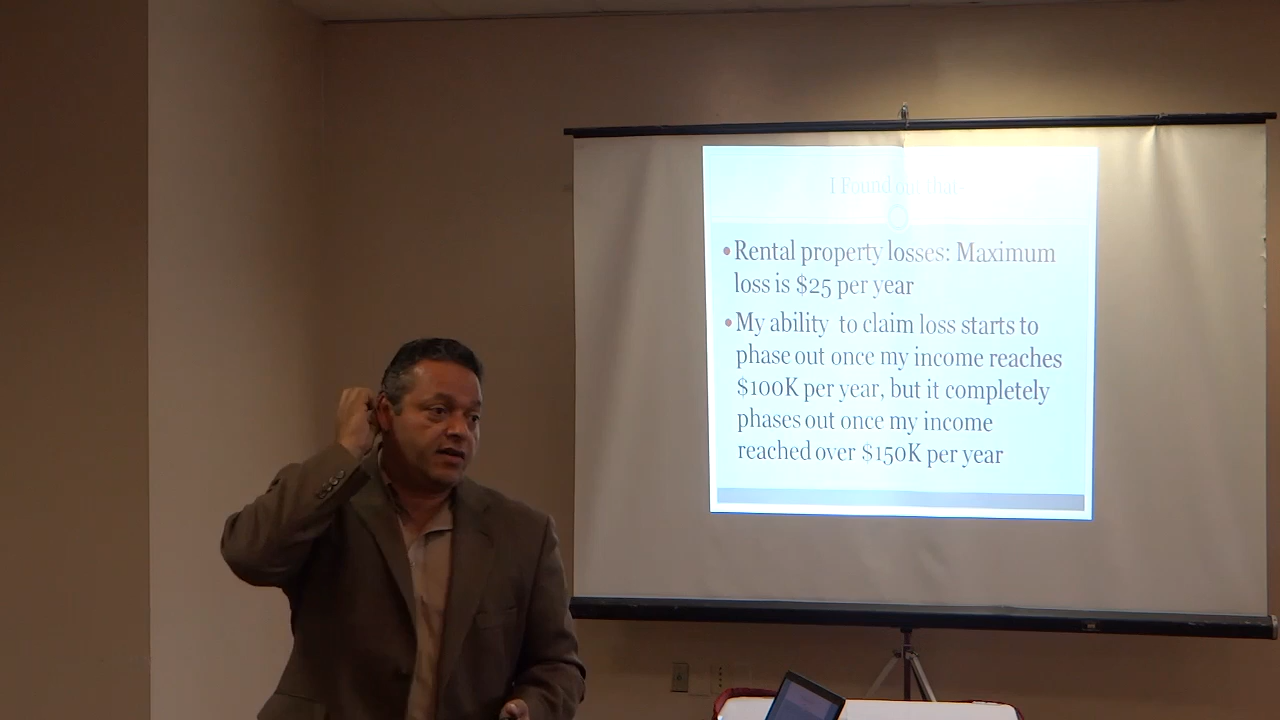 I Found out that-
•Rental property losses: Maximum
loss is $25 per year
•My ability to claim loss starts to
phase out once my income reaches
$100K per year, but it completely
phases out once my income
reached over $150K per year